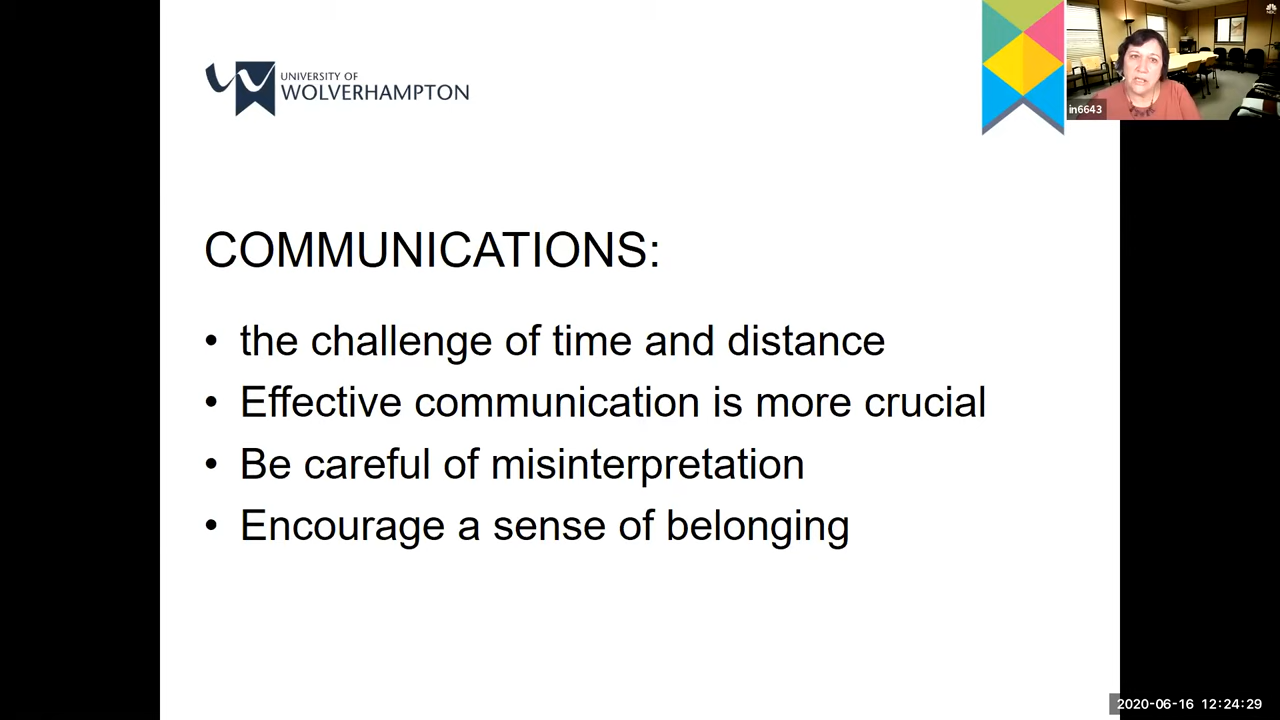 UNIVERSITY OF
WOLVERHAMPTON
in6643
COMMUNICATIONS:
• the challenge of time and distance
• Effective communication is more crucial
• Be careful of misinterpretation
• Encourage a sense of belonging
2020-06-16 12:24:29